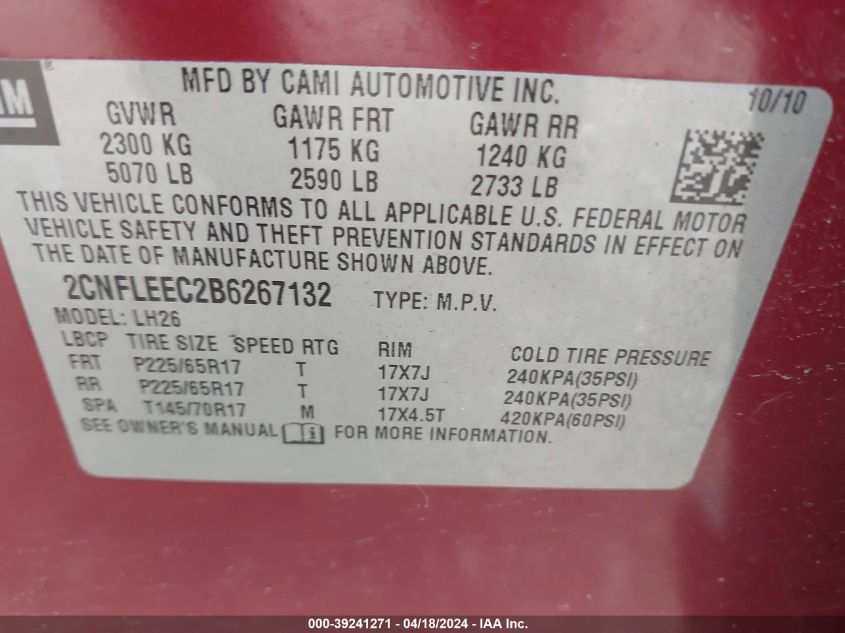 GM
®
MFD BY CAMI AUTOMOTIVE INC. 10/10
GVWR GAWR FRT GAWR RR
2300 KG 1175 KG 1240 KG
5070 LB 2590 LB 2733 LB
THIS VEHICLE CONFORMS TO ALL APPLICABLE U.S. FEDERAL MOTOR
VEHICLE SAFETY AND THEFT PREVENTION STANDARDS IN EFFECT ON
THE DATE OF MANUFACTURE SHOWN ABOVE.
2CNFLEEC2B6267132 TYPE: M.P.V.
MODEL: LH26
LBCP TIRE SIZE SPEED RTG RIM COLD TIRE PRESSURE
FRT P225/65R17 T 17X7J 240KPA(35PSI)
RR P225/65R17 T 17X7J 240KPA(35PSI)
SPA T145/70R17 M 17X4.5T 420KPA(60PSI)
SEE OWNER'S MANUAL FOR MORE INFORMATION.
000-39241271 - 04/18/2024 - IAA Inc.